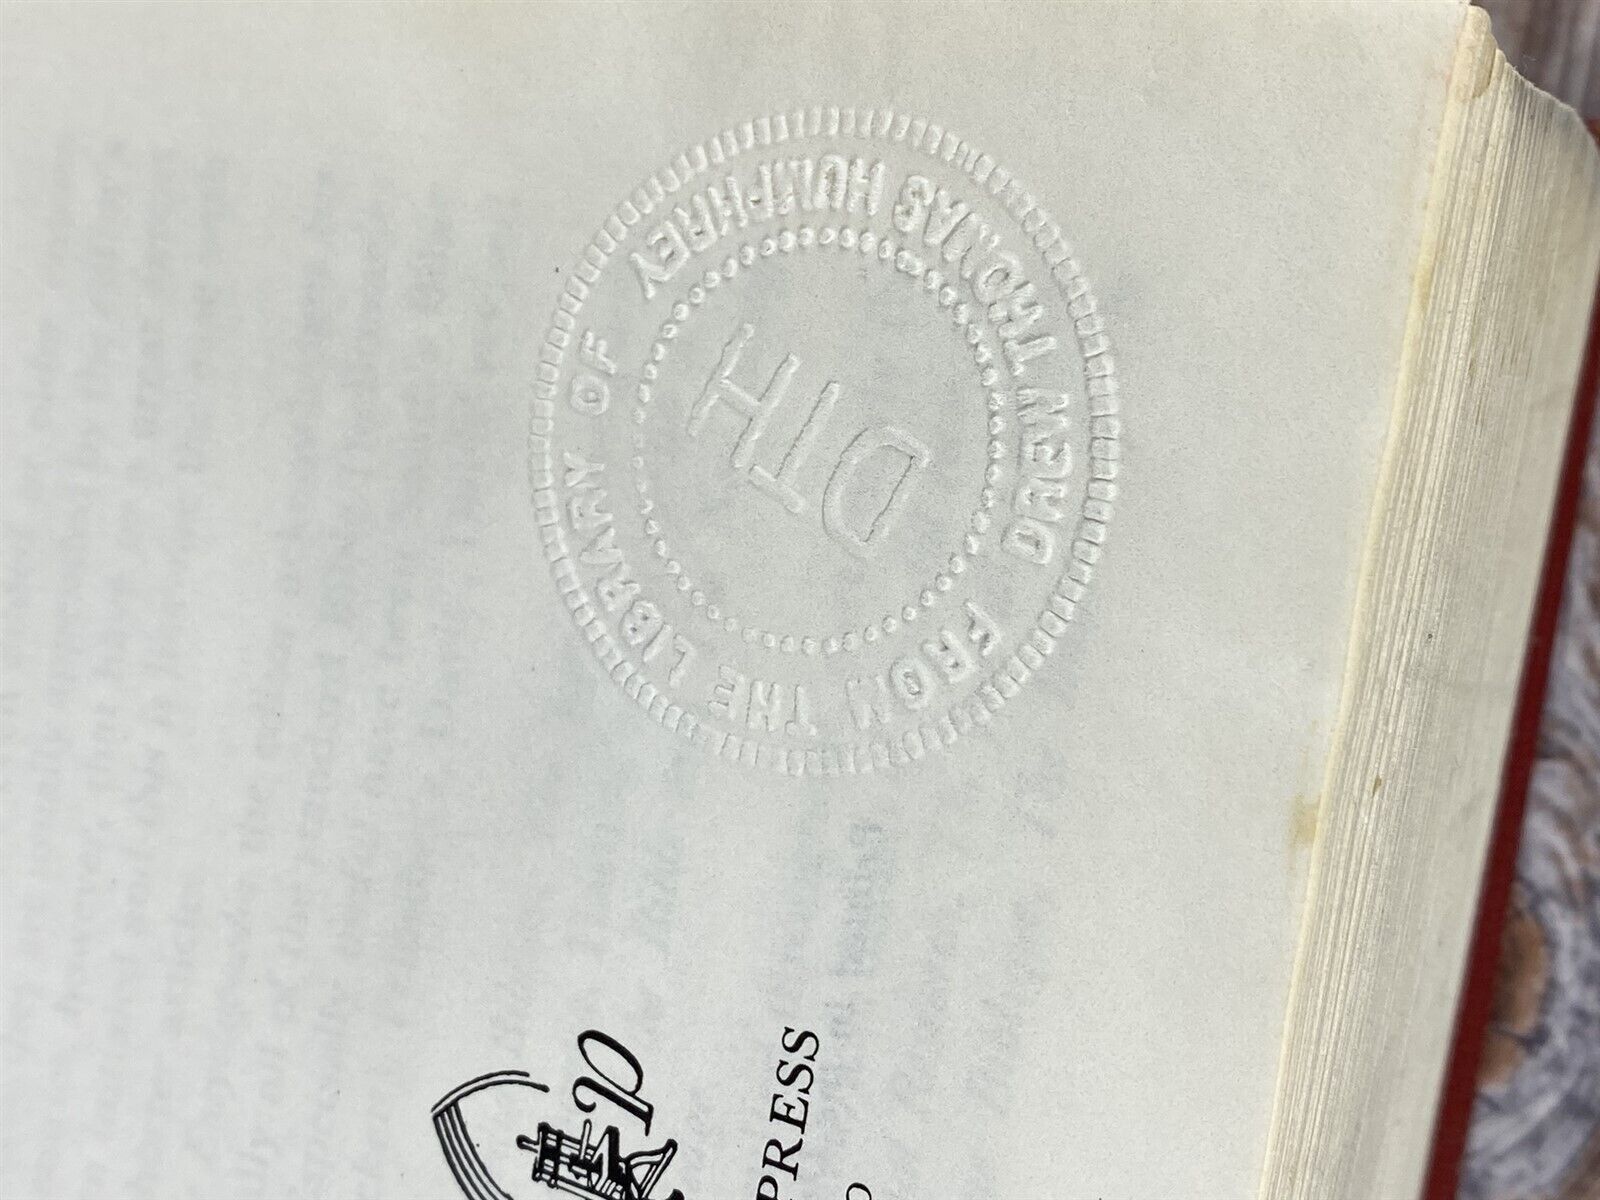 FROM THE LIBRARY OF
DREW THOMAS HUMPHREY
DTH
PRESS